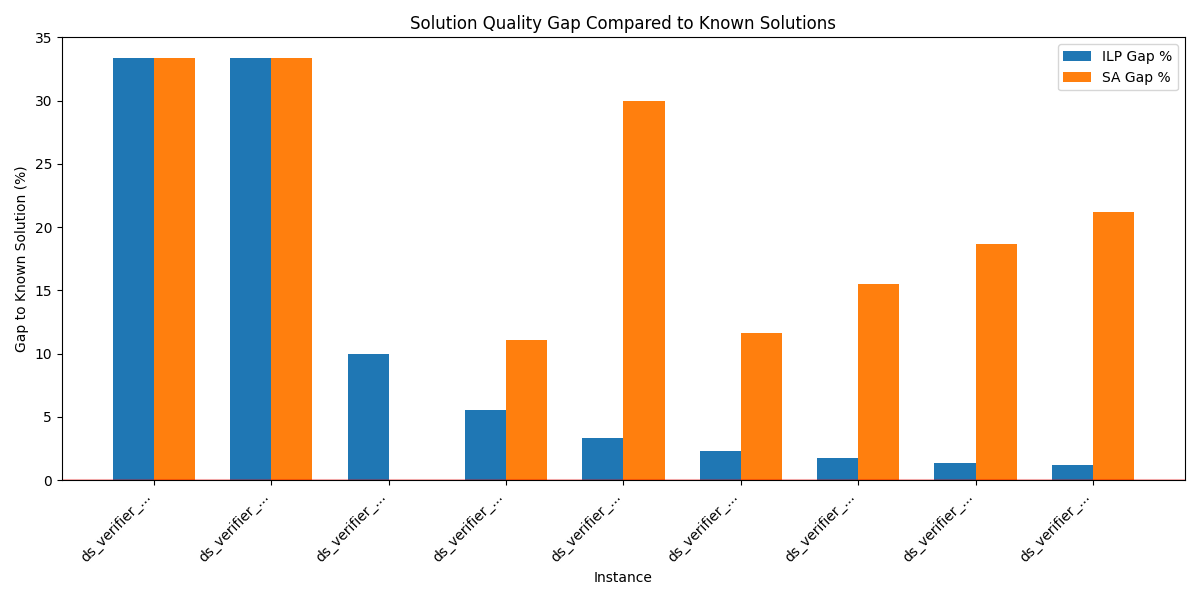 Solution Quality Gap Compared to Known Solutions
ILP Gap %
SA Gap %
Gap to Known Solution (%)
35
30
25
20
15
10
5
0
ds_verifier_...
ds_verifier_...
ds_verifier_...
ds_verifier_...
ds_verifier_...
ds_verifier_...
ds_verifier_...
ds_verifier_...
ds_verifier_...
Instance